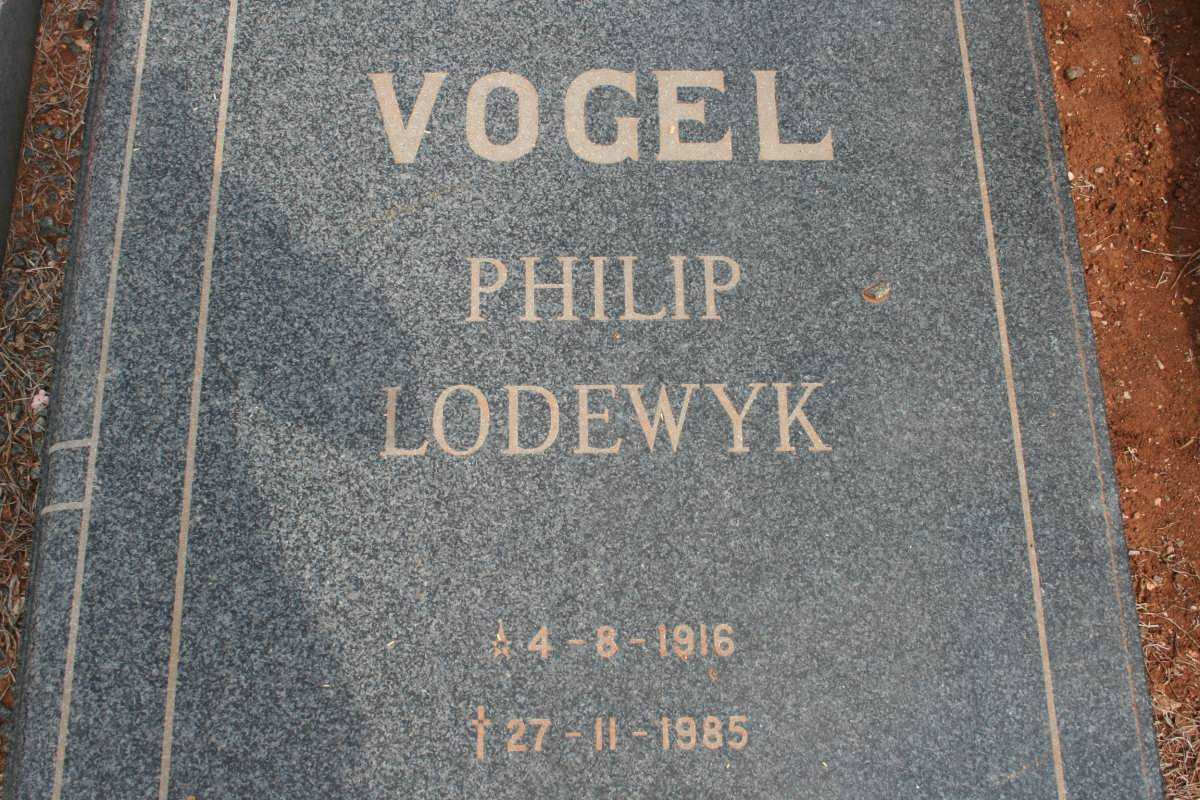 VOGEL
PHILIP
LODEWYK
☆ 4-8-1916
† 27-11-1985